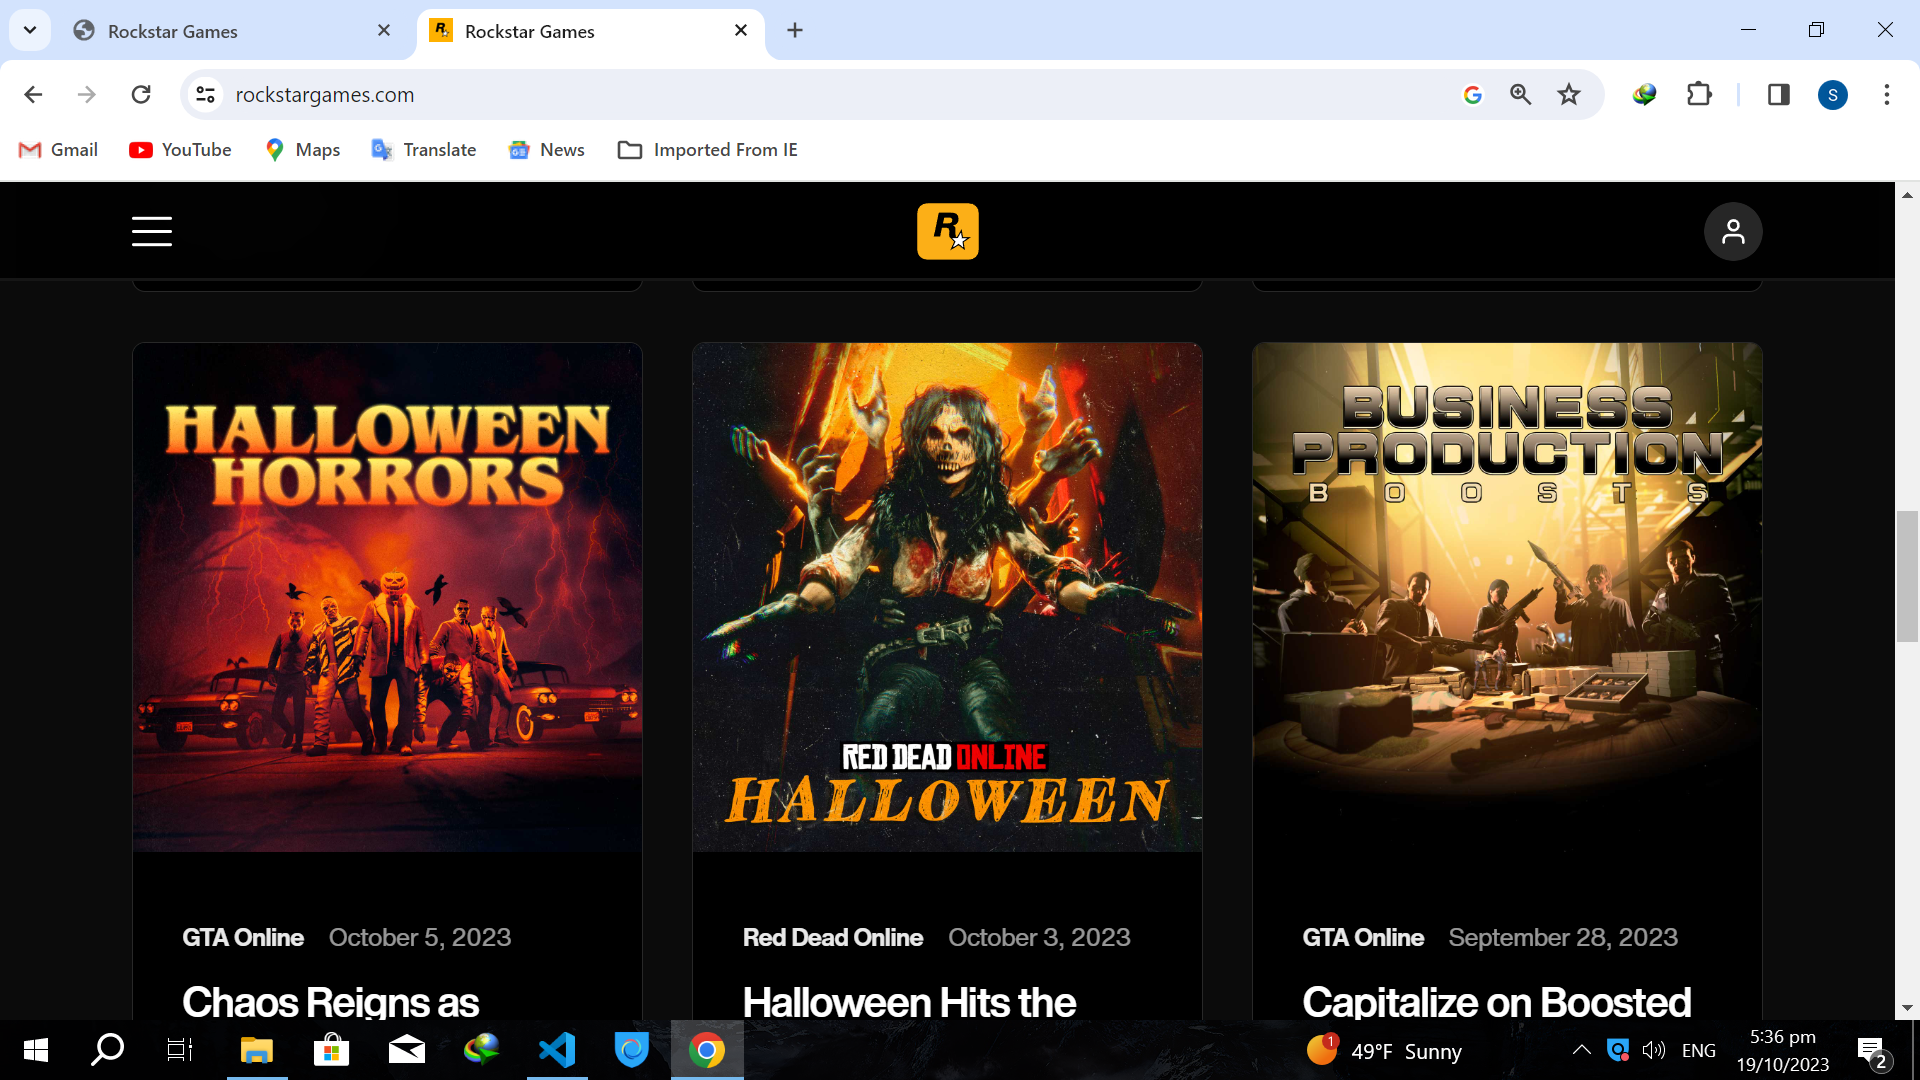 Rockstar Games
Rockstar Games
rockstargames.com
S
Gmail
YouTube
Maps
Translate
News
Imported From IE
R
HALLOWEEN
HORRORS
RED DEAD ONLINE
HALLOWEEN
BUSINESS
PRODUCTION
BOOSTS
GTA Online October 5, 2023
Chaos Reigns as
Red Dead Online October 3, 2023
Halloween Hits the
GTA Online September 28, 2023
Capitalize on Boosted
1
49°F Sunny
ENG
5:36 pm
19/10/2023
2